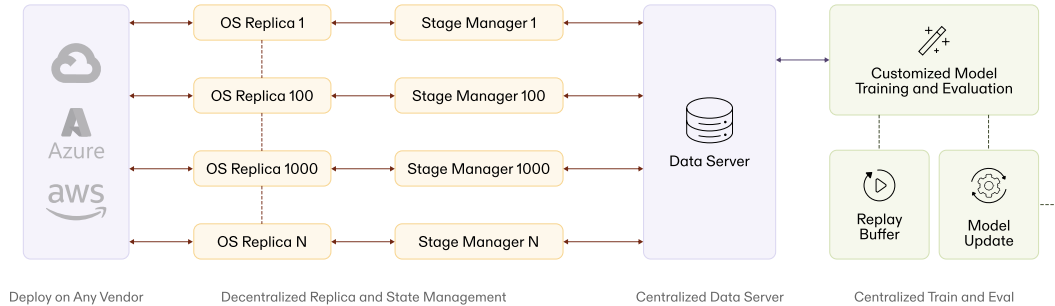 OS Replica 1
Stage Manager 1
OS Replica 100
Stage Manager 100
OS Replica 1000
Stage Manager 1000
OS Replica N
Stage Manager N
Azure
aws
Data Server
Customized Model
Training and Evaluation
Replay
Buffer
Model
Update
Deploy on Any Vendor
Decentralized Replica and State Management
Centralized Data Server
Centralized Train and Eval